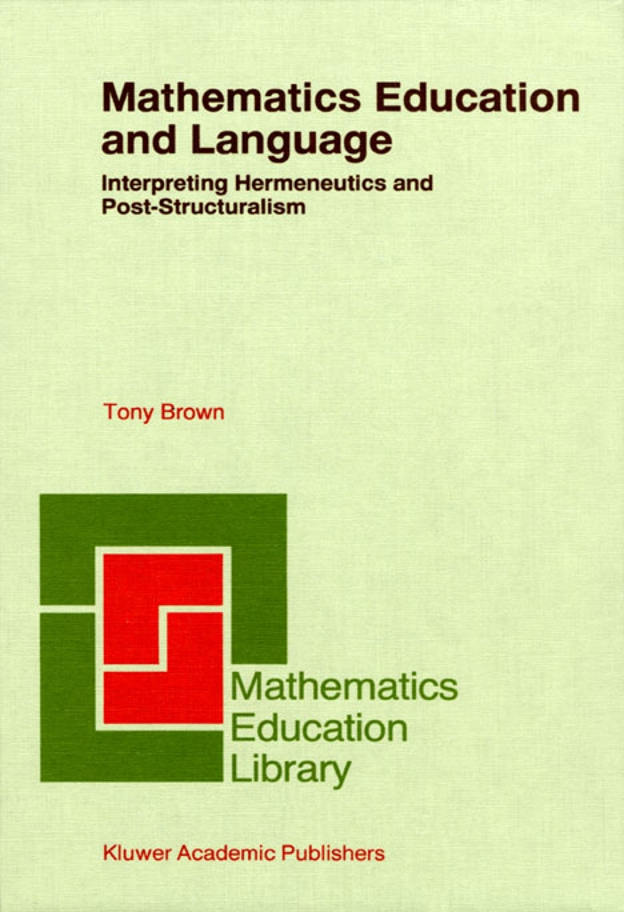 Mathematics Education
and Language
Interpreting Hermeneutics and
Post-Structuralism
Tony Brown
Mathematics
Education
Library
Kluwer Academic Publishers